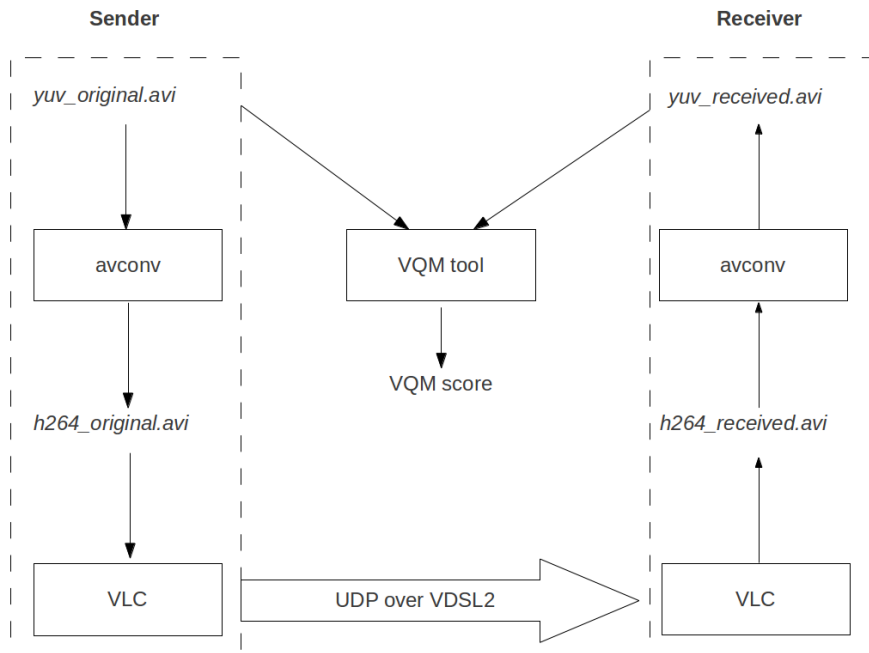 Sender
Receiver
yuv_original.avi
yuv_received.avi
avconv
VQM tool
avconv
VQM score
h264_original.avi
h264_received.avi
VLC
UDP over VDSL2
VLC